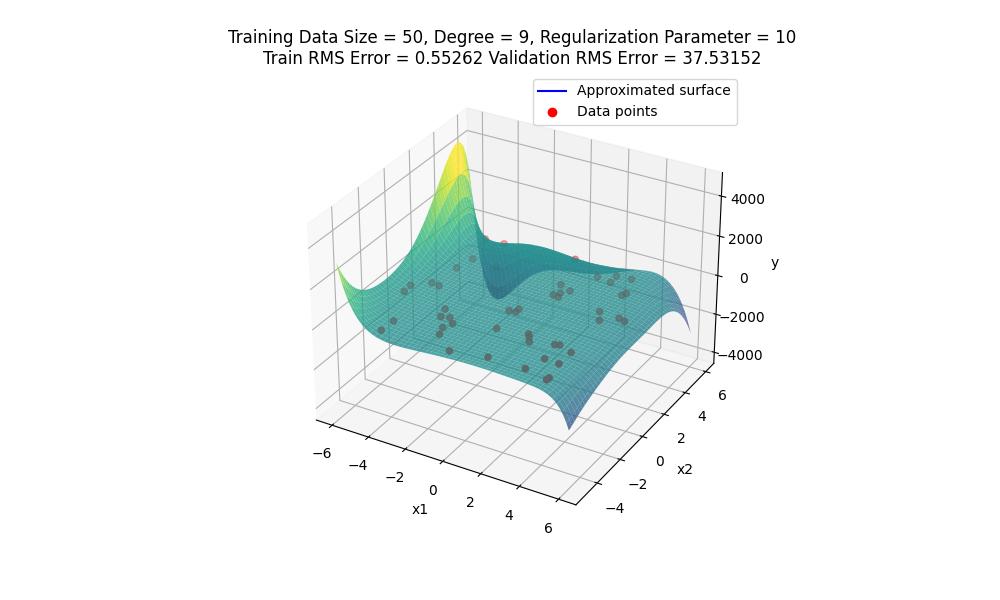 Training Data Size = 50, Degree = 9, Regularization Parameter = 10
Train RMS Error = 0.55262 Validation RMS Error = 37.53152
Approximated surface
Data points
4000
2000
0
−2000
−4000
y
6
4
2
0
−2
−4
x2
−6
−4
−2
0
2
4
6
x1